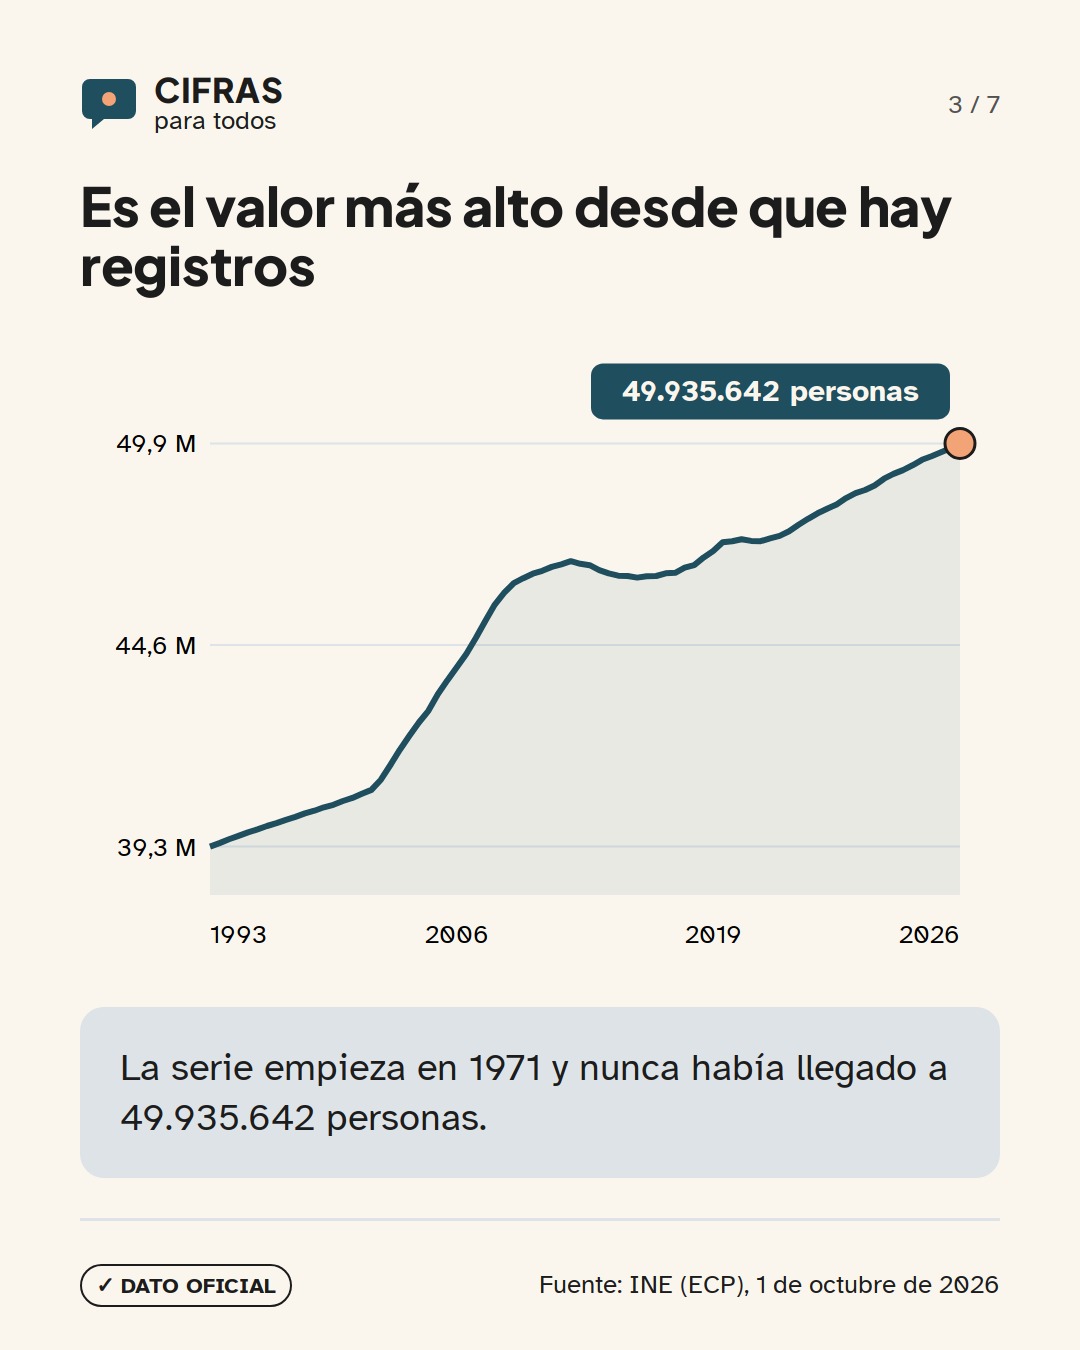 CIFRAS
para todos
3 / 7
Es el valor más alto desde que hay
registros
49.935.642 personas
49,9 M
44,6 M
39,3 M
1993 2006 2019 2026
La serie empieza en 1971 y nunca había llegado a
49.935.642 personas.
✓ DATO OFICIAL
Fuente: INE (ECP), 1 de octubre de 2026